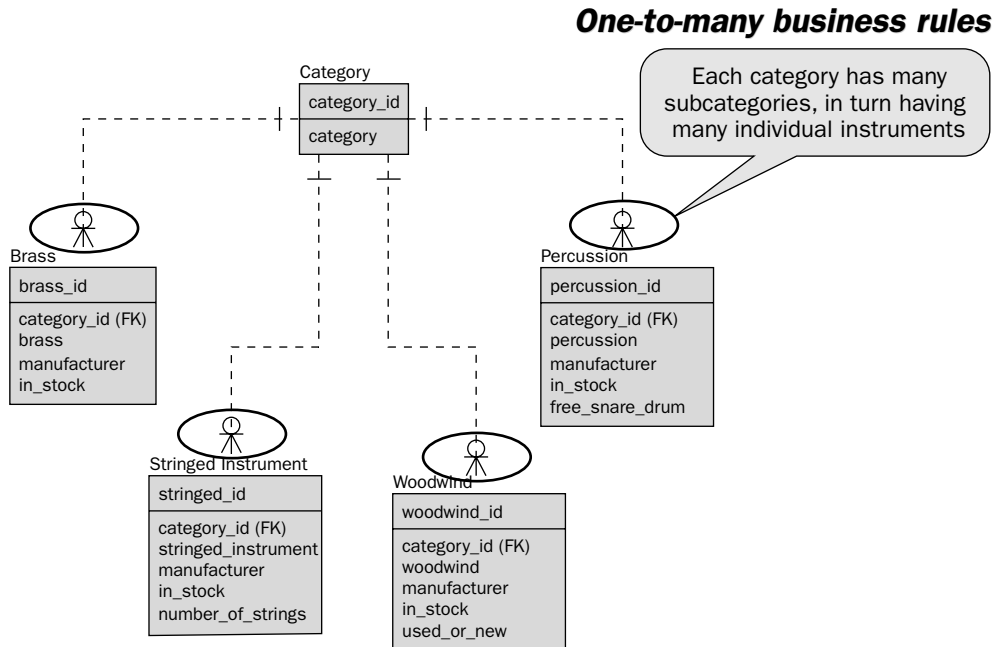 One-to-many business rules
Each category has many
subcategories, in turn having
many individual instruments
Category
category_id
category
Brass
brass_id
category_id (FK)
brass
manufacturer
in_stock
Percussion
percussion_id
category_id (FK)
percussion
manufacturer
in_stock
free_snare_drum
Stringed Instrument
stringed_id
category_id (FK)
stringed_instrument
manufacturer
in_stock
number_of_strings
Woodwind
woodwind_id
category_id (FK)
woodwind
manufacturer
in_stock
used_or_new